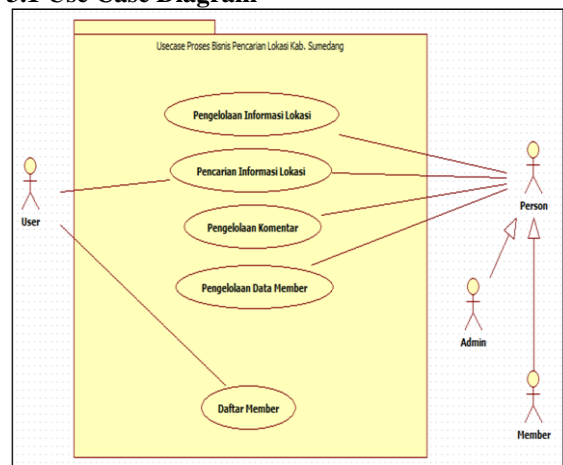 3.1 Use Case Diagram
Usecase Proses Bisnis Pencarian Lokasi Kab. Sumedang
Pengelolaan Informasi Lokasi
Pencarian Informasi Lokasi
User
Person
Pengelolaan Komentar
Pengelolaan Data Member
Admin
Daftar Member
Member